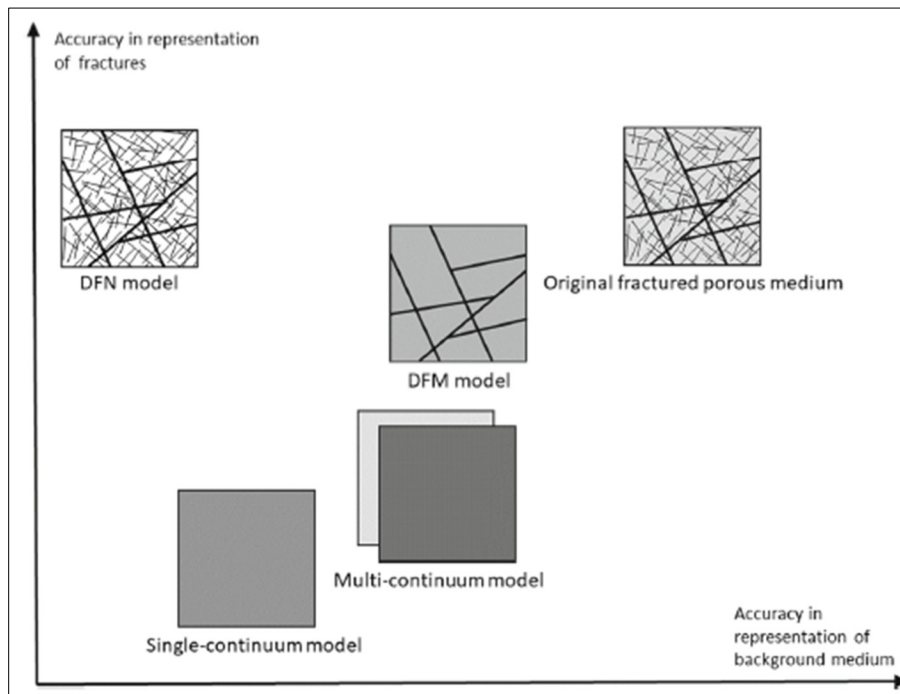 Accuracy in representation
of fractures
DFN model
Original fractured porous medium
DFM model
Multi-continuum model
Single-continuum model
Accuracy in
representation of
background medium